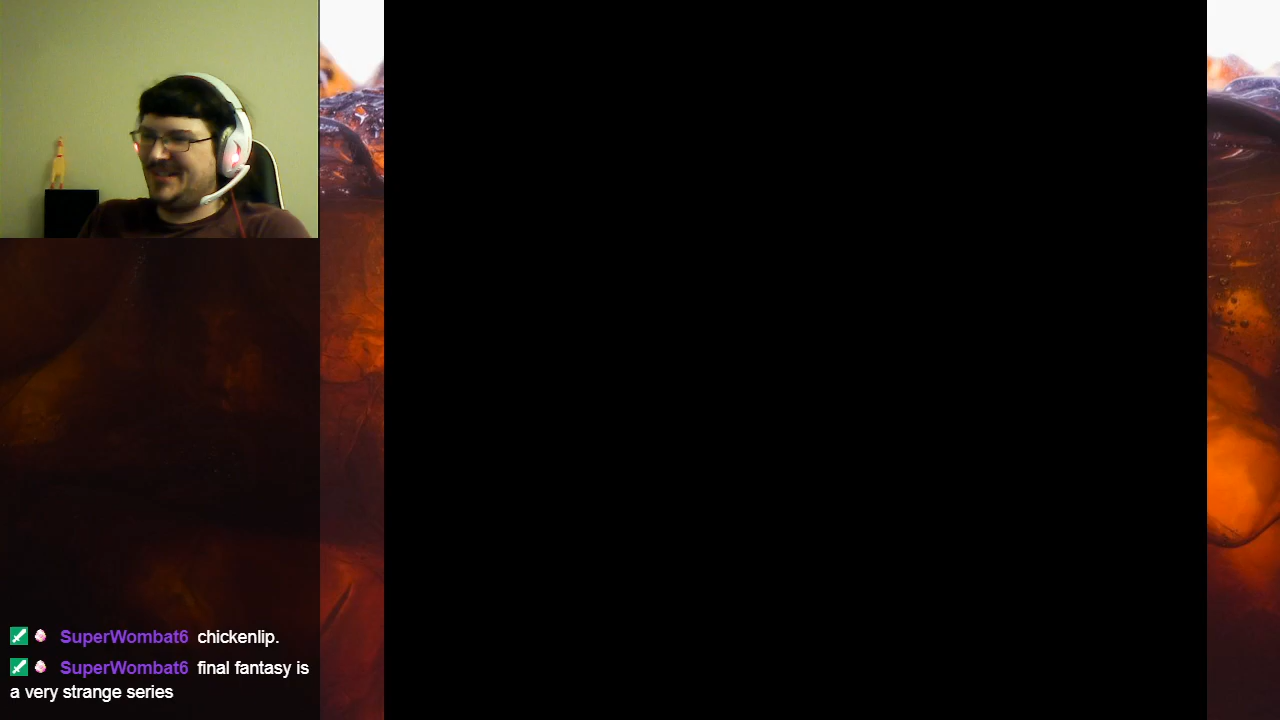 SuperWombat6 chickenlip.
SuperWombat6 final fantasy is
a very strange series